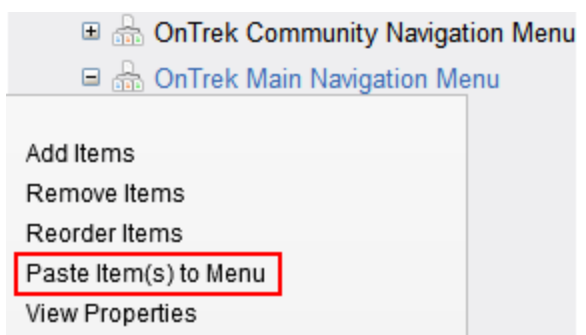 OnTrek Community Navigation Menu
OnTrek Main Navigation Menu
Add Items
Remove Items
Reorder Items
Paste Item(s) to Menu
View Properties